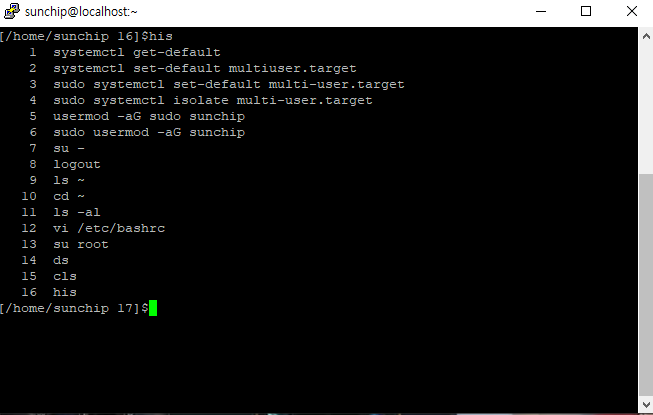 sunchip@localhost:~
[/home/sunchip 16]$his
1 systemctl get-default
2 systemctl set-default multiuser.target
3 sudo systemctl set-default multi-user.target
4 sudo systemctl isolate multi-user.target
5 usermod -aG sudo sunchip
6 sudo usermod -aG sunchip
7 su -
8 logout
9 ls ~
10 cd ~
11 ls -al
12 vi /etc/bashrc
13 su root
14 ds
15 cls
16 his
[/home/sunchip 17]$